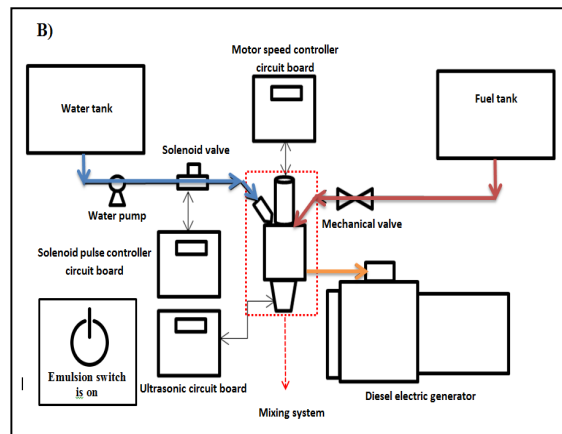 B)
Motor speed controller
circuit board
Water tank
Fuel tank
Solenoid valve
Water pump
Mechanical valve
Solenoid pulse controller
circuit board
Emulsion switch
is on
Ultrasonic circuit board
Diesel electric generator
Mixing system